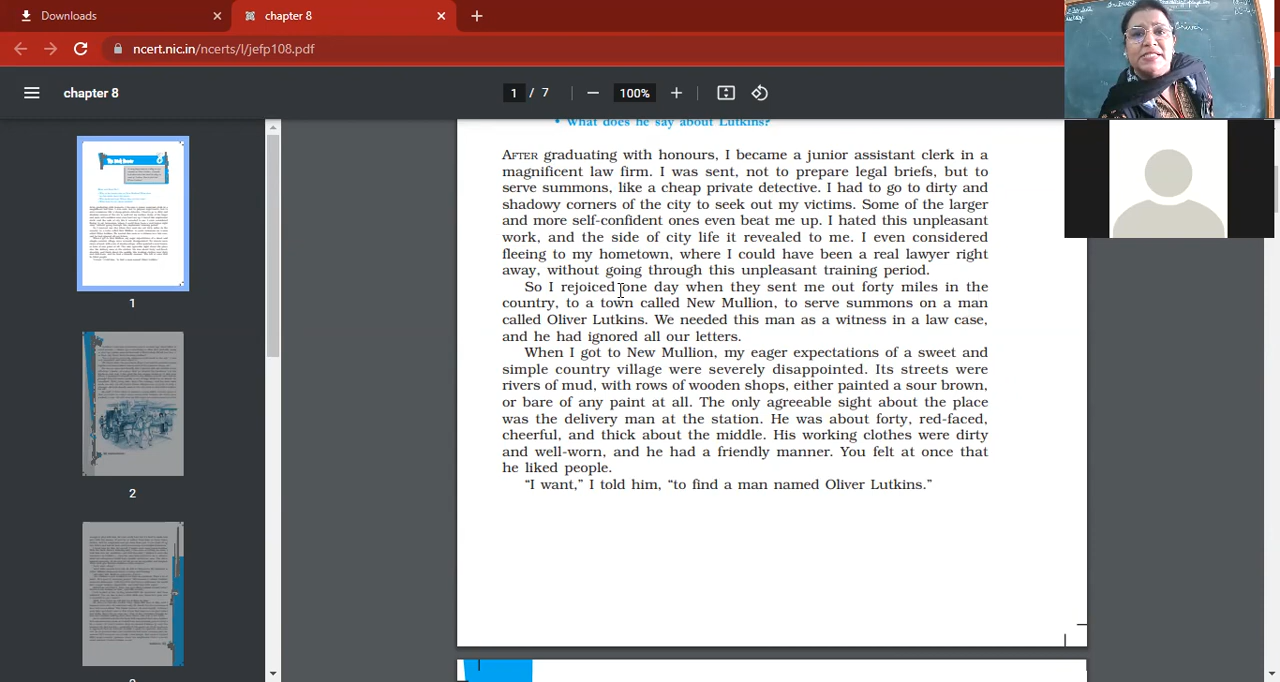 Downloads
chapter 8
ncert.nic.in/ncerts/l/jefp108.pdf
chapter 8
1 / 7
100%
• What does he say about Lutkins?
AFTER graduating with honours, I became a junior assistant clerk in a
magnificent law firm. I was sent, not to prepare legal briefs, but to
serve summons, like a cheap private detective. I had to go to dirty and
shadowy corners of the city to seek out my victims. Some of the larger
and more self-confident ones even beat me up. I hated this unpleasant
work, and the side of city life it revealed to me. I even considered
fleeing to my hometown, where I could have been a real lawyer right
away, without going through this unpleasant training period.
So I rejoiced one day when they sent me out forty miles in the
country, to a town called New Mullion, to serve summons on a man
called Oliver Lutkins. We needed this man as a witness in a law case,
and he had ignored all our letters.
When I got to New Mullion, my eager expectations of a sweet and
simple country village were severely disappointed. Its streets were
rivers of mud, with rows of wooden shops, either painted a sour brown,
or bare of any paint at all. The only agreeable sight about the place
was the delivery man at the station. He was about forty, red-faced,
cheerful, and thick about the middle. His working clothes were dirty
and well-worn, and he had a friendly manner. You felt at once that
he liked people.
“I want,” I told him, “to find a man named Oliver Lutkins.”
1
2